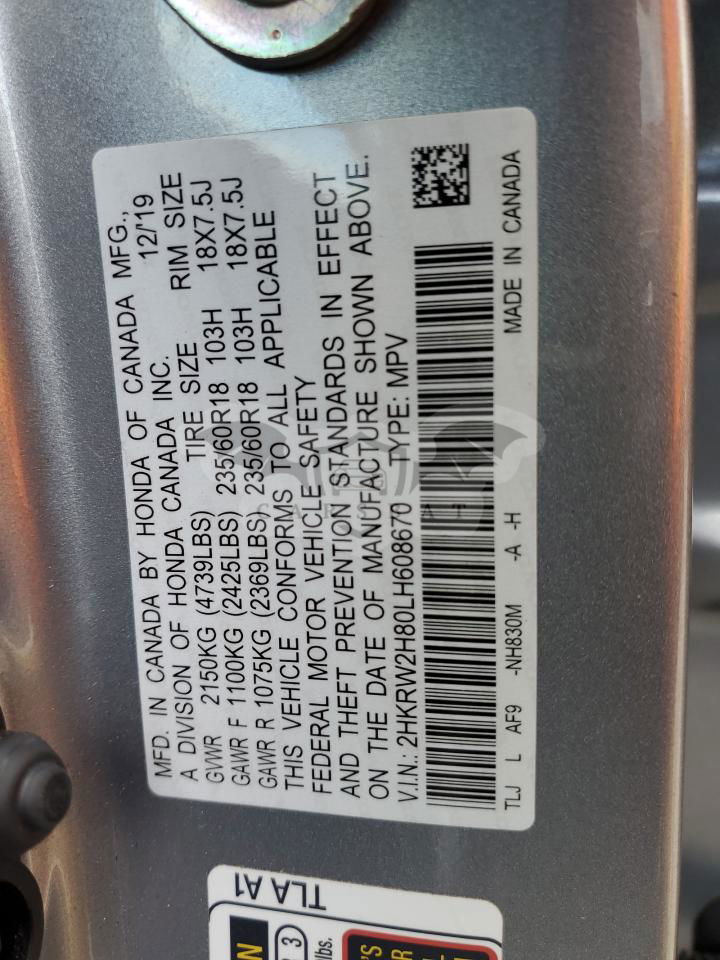 MFD. IN CANADA BY HONDA OF CANADA MFG.,
A DIVISION OF HONDA CANADA INC. 12/'19
GVWR 2150KG (4739LBS) TIRE SIZE RIM SIZE
GAWR F 1100KG (2425LBS) 235/60R18 103H 18X7.5J
GAWR R 1075KG (2369LBS) 235/60R18 103H 18X7.5J
THIS VEHICLE CONFORMS TO ALL APPLICABLE
FEDERAL MOTOR VEHICLE SAFETY
AND THEFT PREVENTION STANDARDS IN EFFECT
ON THE DATE OF MANUFACTURE SHOWN ABOVE.
V.I.N.: 2HKRW2H80LH608670 TYPE: MPV
TLJ L AF9 -NH830M -A -H MADE IN CANADA
TLA A1
lbs.